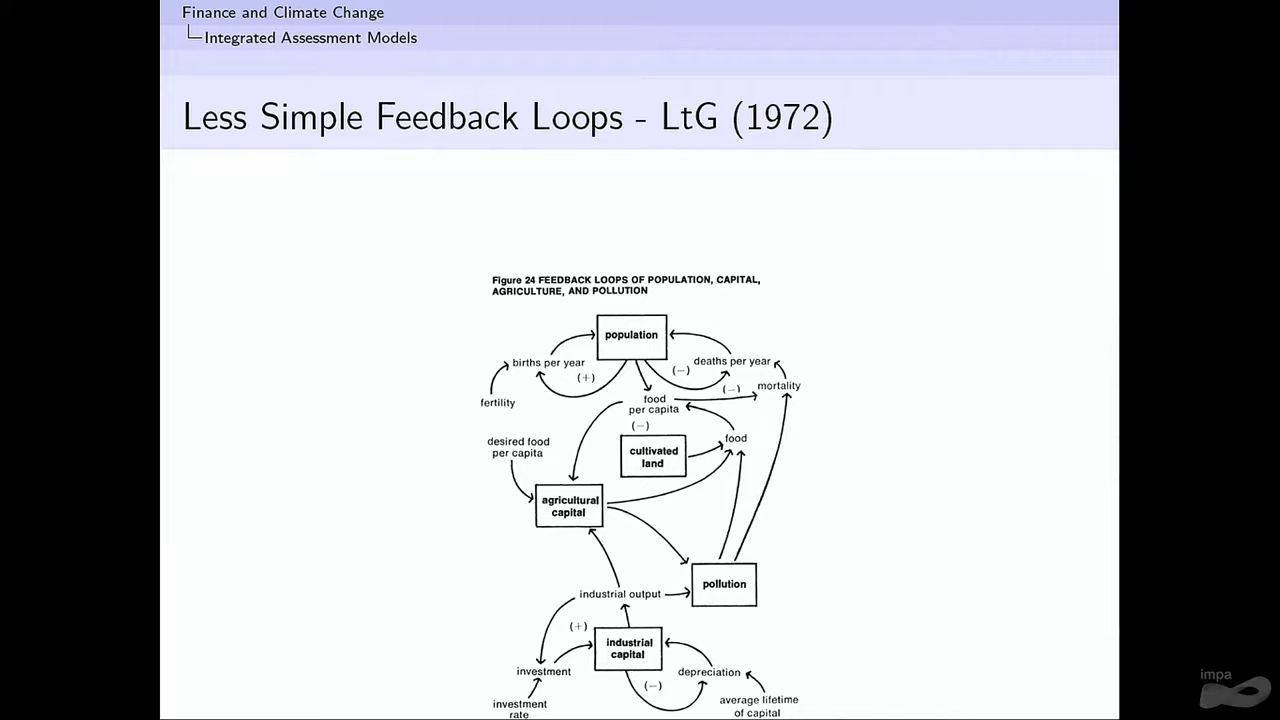 Finance and Climate Change
Integrated Assessment Models
Less Simple Feedback Loops - LtG (1972)
Figure 24 FEEDBACK LOOPS OF POPULATION, CAPITAL,
AGRICULTURE, AND POLLUTION
population
births per year
deaths per year
(+)
(−)
(−)
mortality
fertility
food
per capita
(−)
desired food
per capita
food
cultivated
land
agricultural
capital
pollution
industrial output
(+)
industrial
capital
investment
depreciation
(−)
investment
rate
average lifetime
of capital
impa